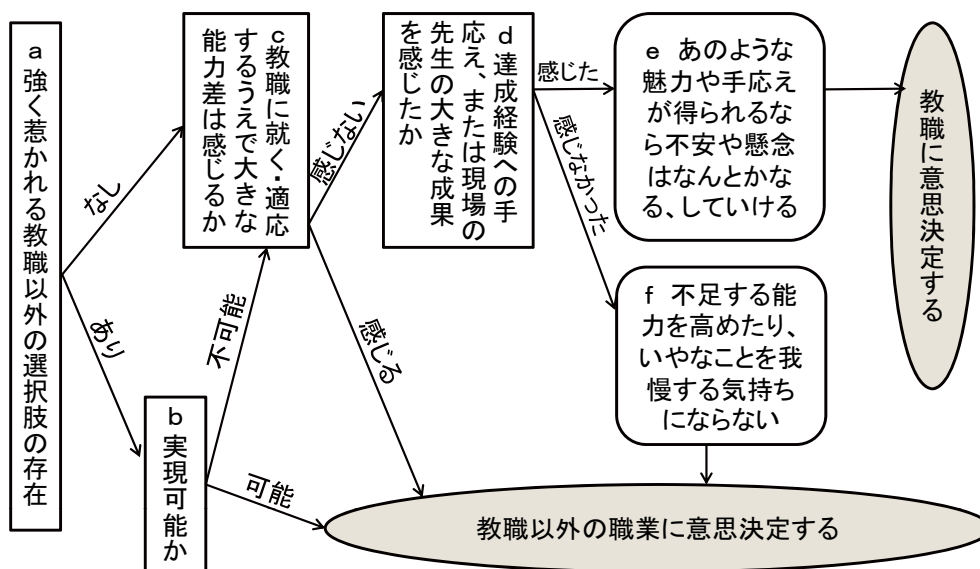 a 強く惹かれる教職以外の選択肢の存在
なし
あり
b 実現可能か
不可能
可能
c 教職に就く・適応
するうえで大きな
能力差は感じるか
感じない
感じる
d 達成経験への手
応え、または現場の
先生の大きな成果
を感じたか
感じた
感じなかった
e あのような
魅力や手応え
が得られるな
ら不安や懸念
はなんとかな
る、していける
f 不足する能
力を高めたり、
いやなことを我
慢する気持ち
にならない
教職に意思決定する
教職以外の職業に意思決定する